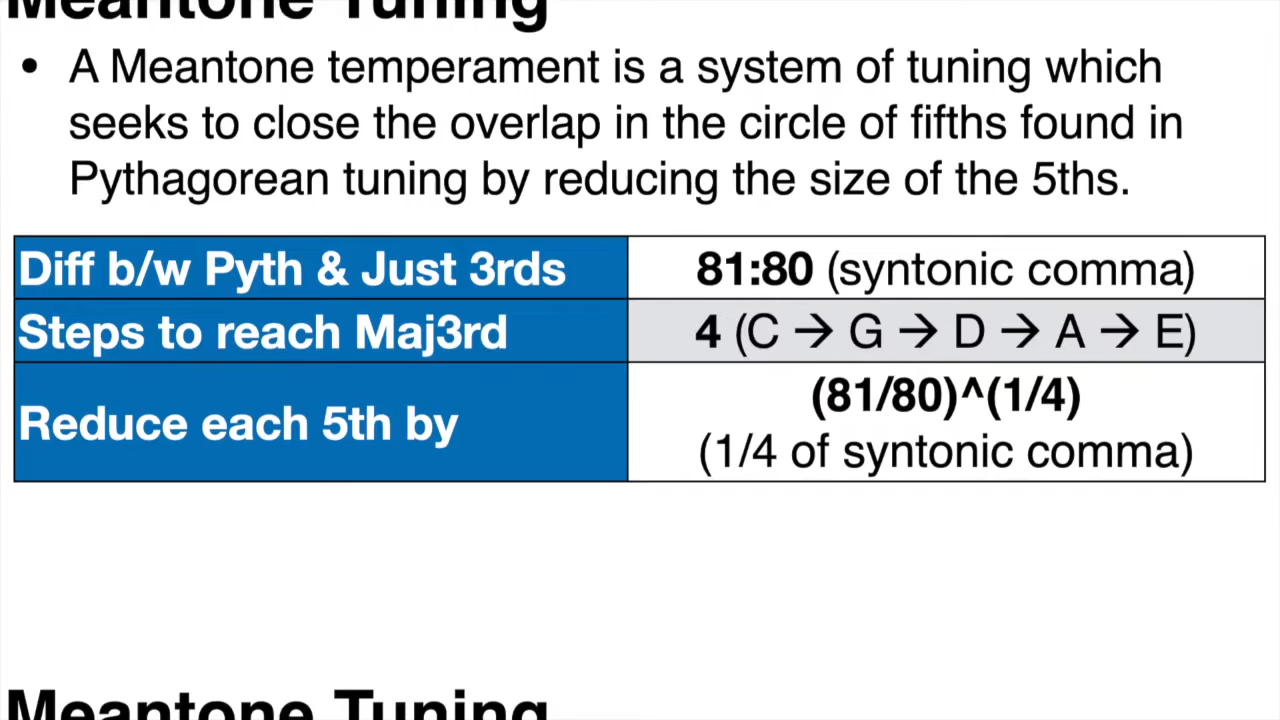 Meantone Tuning
• A Meantone temperament is a system of tuning which
seeks to close the overlap in the circle of fifths found in
Pythagorean tuning by reducing the size of the 5ths.
Diff b/w Pyth & Just 3rds 81:80 (syntonic comma)
Steps to reach Maj3rd 4 (C → G → D → A → E)
Reduce each 5th by (81/80)^(1/4)
(1/4 of syntonic comma)
Meantone Tuning